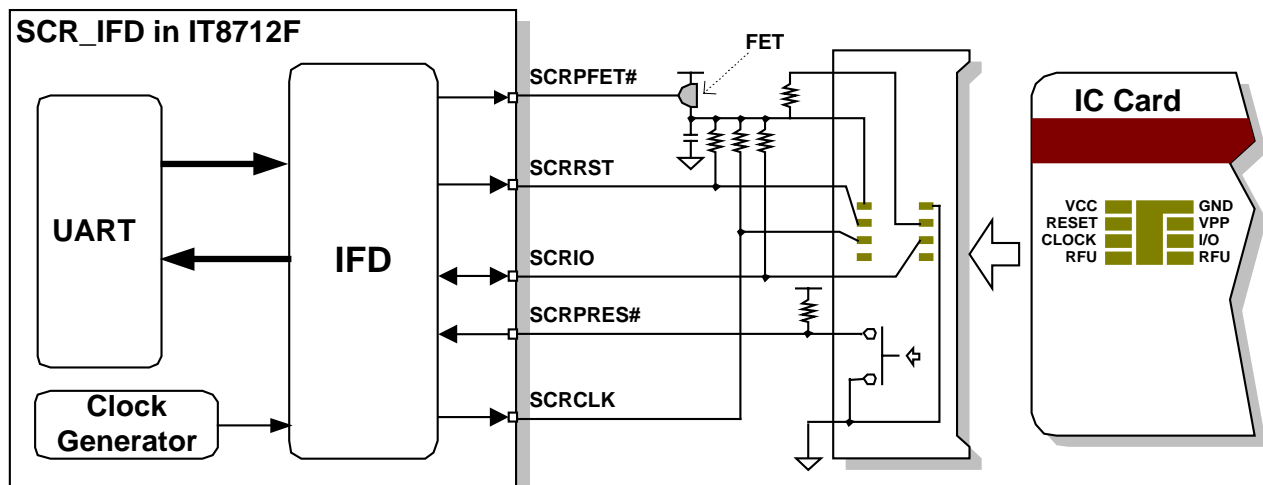 SCR_IFD in IT8712F
UART
IFD
Clock
Generator
SCRPFET#
SCRRST
SCRIO
SCRPRES#
SCRCLK
FET
IC Card
VCC
RESET
CLOCK
RFU
GND
VPP
I/O
RFU